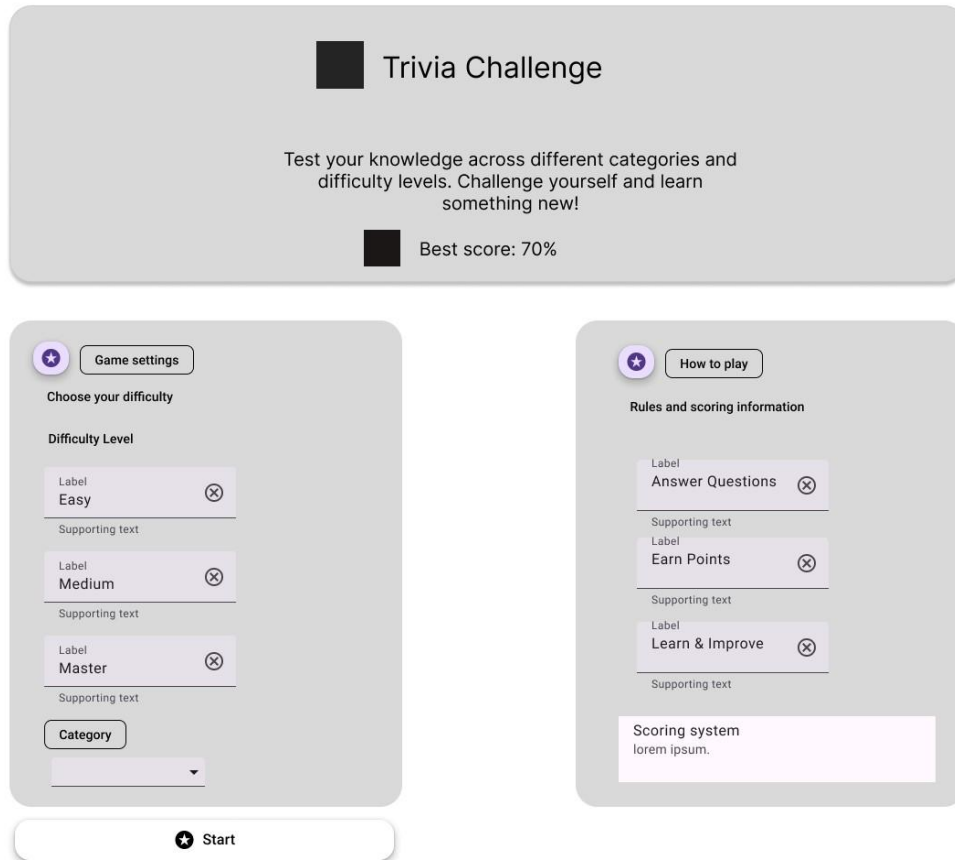 Trivia Challenge
Test your knowledge across different categories and
difficulty levels. Challenge yourself and learn
something new!
Best score: 70%
Game settings
Choose your difficulty
Difficulty Level
Label
Easy
Supporting text
Label
Medium
Supporting text
Label
Master
Supporting text
Category
Start
How to play
Rules and scoring information
Label
Answer Questions
Supporting text
Label
Earn Points
Supporting text
Label
Learn & Improve
Supporting text
Scoring system
lorem ipsum.